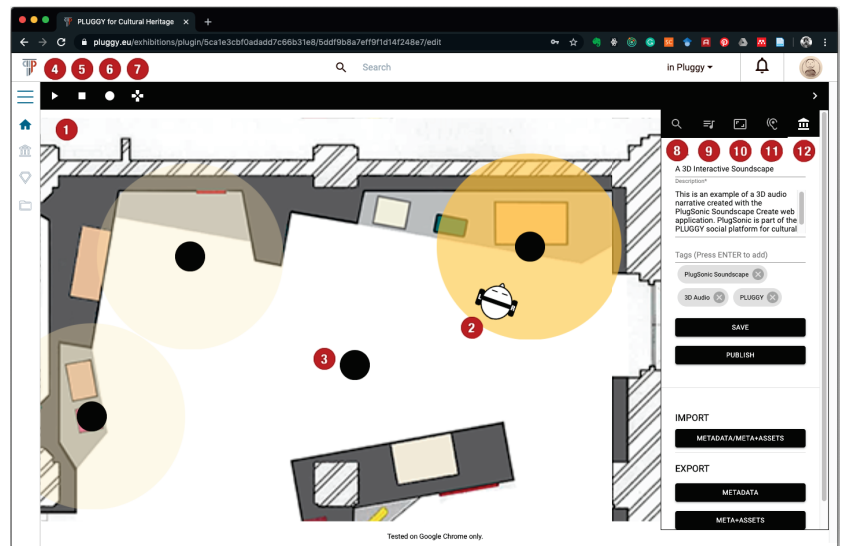 PLUGGY for Cultural Heritage
pluggy.eu/exhibitions/plugin/5ca1e3cbf0adadd7c66b31e8/5ddf9b8a7eff9f1d14f248e7/edit
4 5 6 7
Search
in Pluggy
1
8 9 10 11 12
A 3D Interactive Soundscape
Description*
This is an example of a 3D audio
narrative created with the
PlugSonic Soundscape Create web
application. PlugSonic is part of the
PLUGGY social platform for cultural
Tags (Press ENTER to add)
PlugSonic Soundscape
3D Audio
PLUGGY
2
SAVE
3
PUBLISH
IMPORT
METADATA/META+ASSETS
EXPORT
METADATA
META+ASSETS
Tested on Google Chrome only.